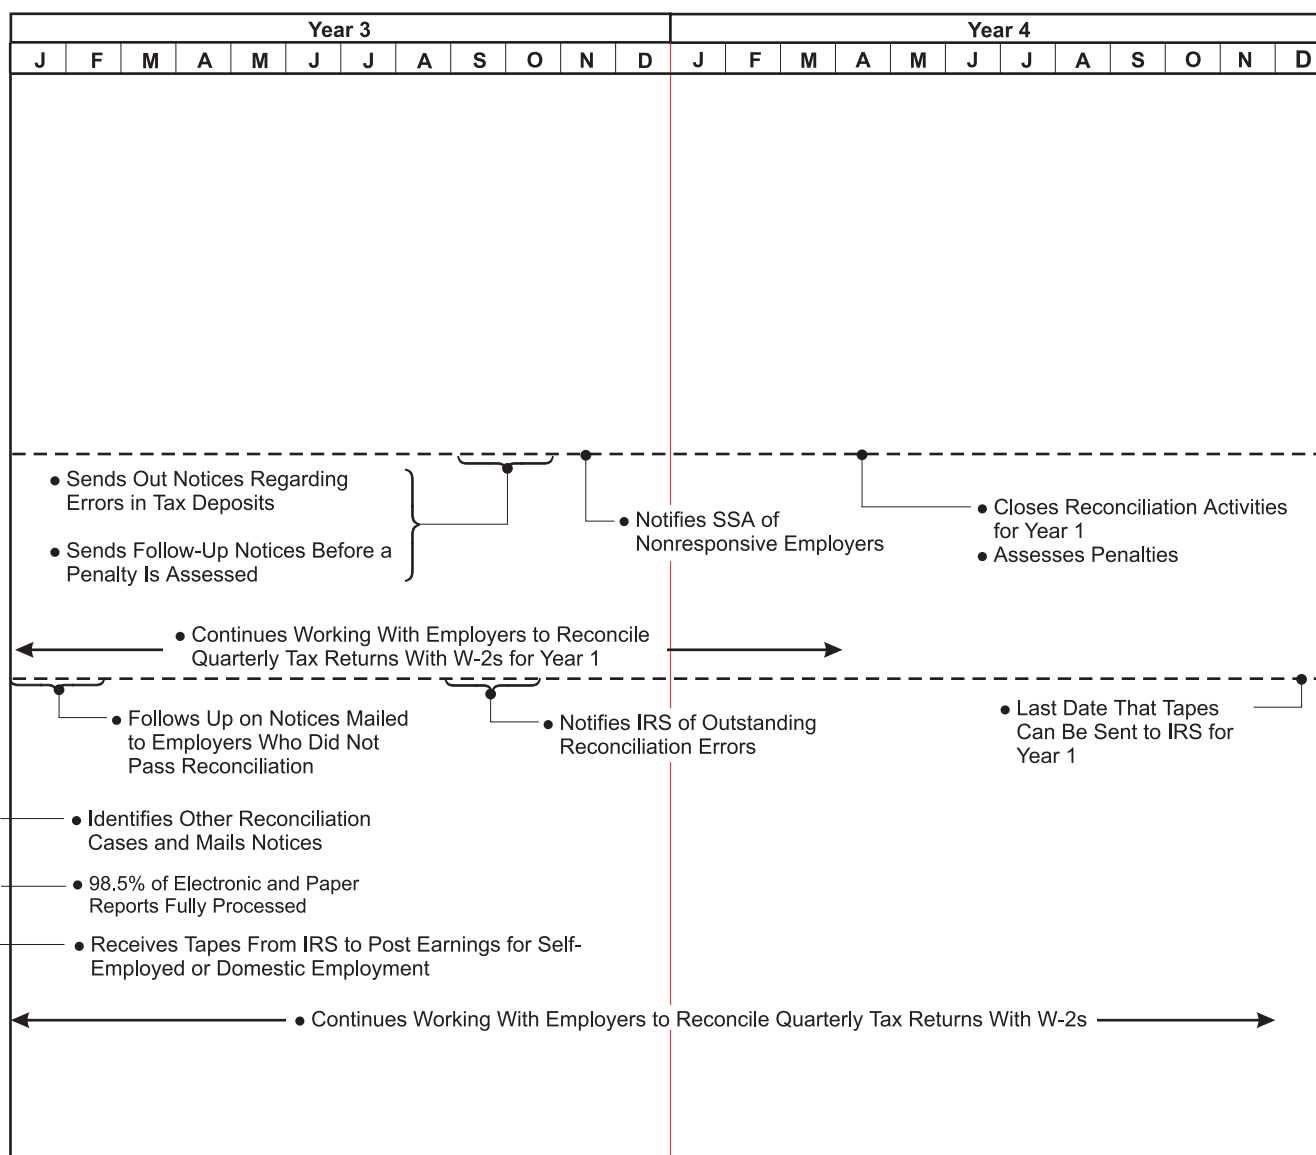 Year 3
Year 4
J F M A M J J A S O N D J F M A M J J A S O N D
● Sends Out Notices Regarding
Errors in Tax Deposits
● Sends Follow-Up Notices Before a
Penalty Is Assessed
● Notifies SSA of
Nonresponsive Employers
● Closes Reconciliation Activities
for Year 1
● Assesses Penalties
● Continues Working With Employers to Reconcile
Quarterly Tax Returns With W-2s for Year 1
● Follows Up on Notices Mailed
to Employers Who Did Not
Pass Reconciliation
● Notifies IRS of Outstanding
Reconciliation Errors
● Last Date That Tapes
Can Be Sent to IRS for
Year 1
● Identifies Other Reconciliation
Cases and Mails Notices
● 98.5% of Electronic and Paper
Reports Fully Processed
● Receives Tapes From IRS to Post Earnings for Self-
Employed or Domestic Employment
● Continues Working With Employers to Reconcile Quarterly Tax Returns With W-2s